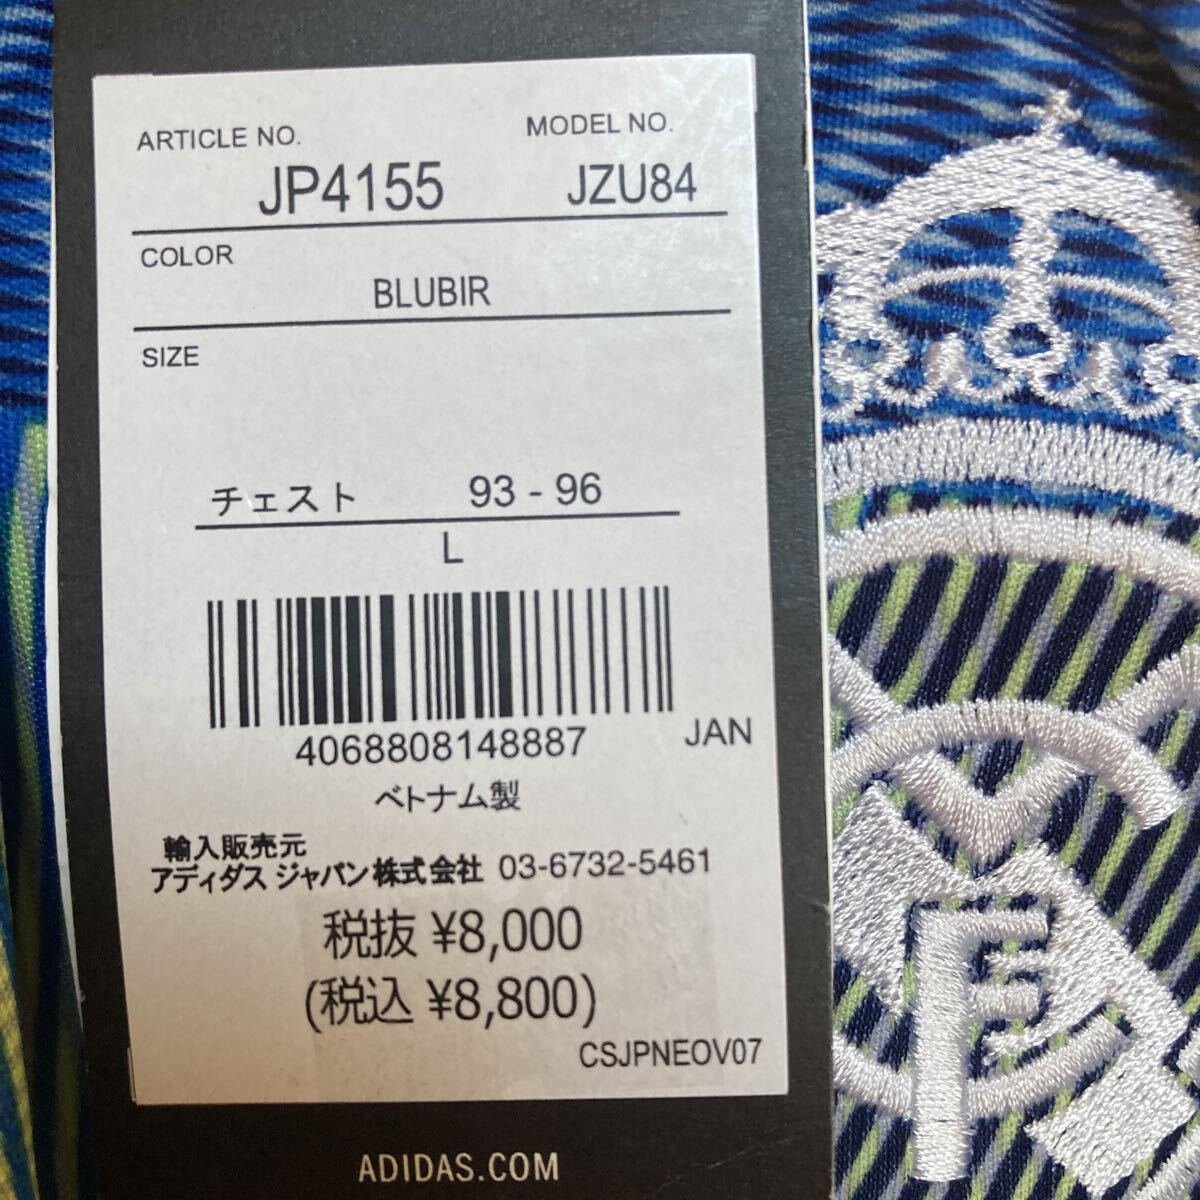 ARTICLE NO. MODEL NO.
JP4155 JZU84
COLOR
BLUBIR
SIZE
チェスト 93 - 96
L
4068808148887 JAN
ベトナム製
輸入販売元
アディダス ジャパン株式会社 03-6732-5461
税抜 ¥8,000
(税込 ¥8,800)
CSJPNEOV07
ADIDAS.COM